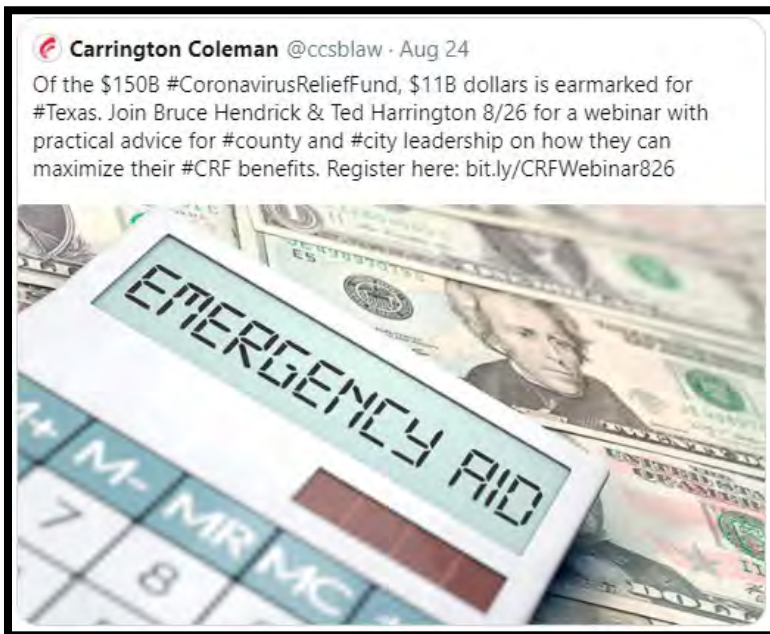 Carrington Coleman @ccsblaw · Aug 24
Of the $150B #CoronavirusReliefFund, $11B dollars is earmarked for
#Texas. Join Bruce Hendrick & Ted Harrington 8/26 for a webinar with
practical advice for #county and #city leadership on how they can
maximize their #CRF benefits. Register here: bit.ly/CRFWebinar826
EMERGENCY AID
M+ M- MR MC
7 8